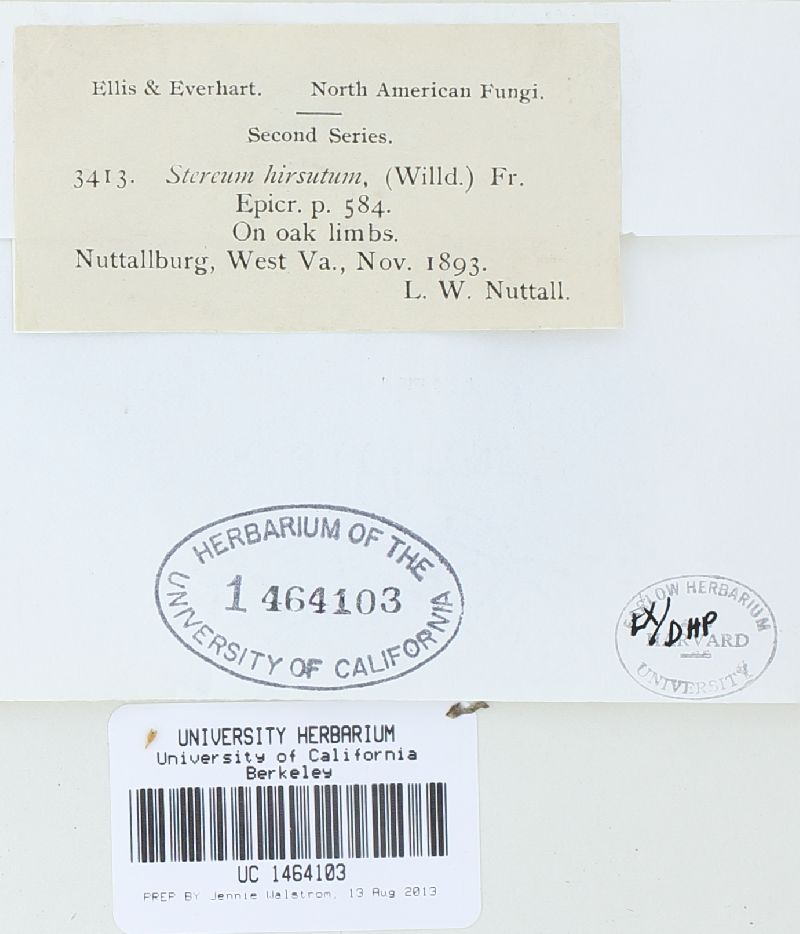 Ellis & Everhart. North American Fungi.
Second Series.
3413. Stereum hirsutum, (Willd.) Fr.
Epicr. p. 584.
On oak limbs.
Nuttallburg, West Va., Nov. 1893.
L. W. Nuttall.
HERBARIUM OF THE
1464103
UNIVERSITY OF CALIFORNIA
FARLOW HERBARIUM
EX/DHP
HARVARD
UNIVERSITY
UNIVERSITY HERBARIUM
University of California
Berkeley
UC 1464103
PREP BY Jennie Walstrom, 13 Aug 2013